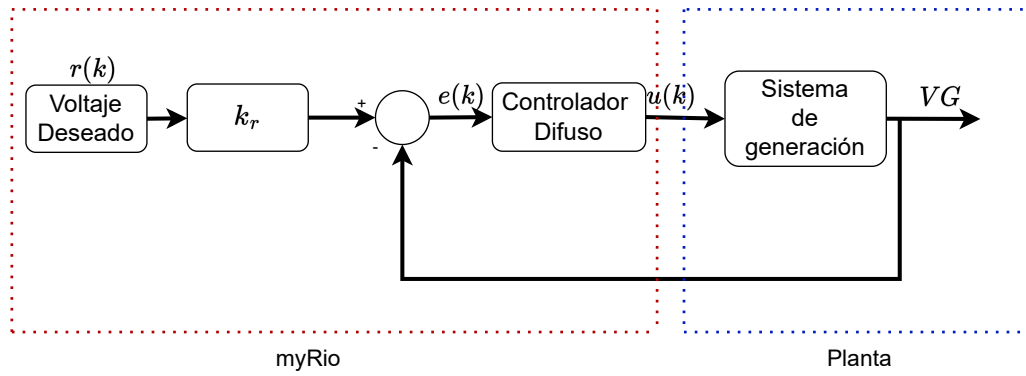 r(k)
Voltaje
Deseado
k_r
+
-
e(k)
Controlador
Difuso
u(k)
Sistema
de
generación
VG
myRio
Planta